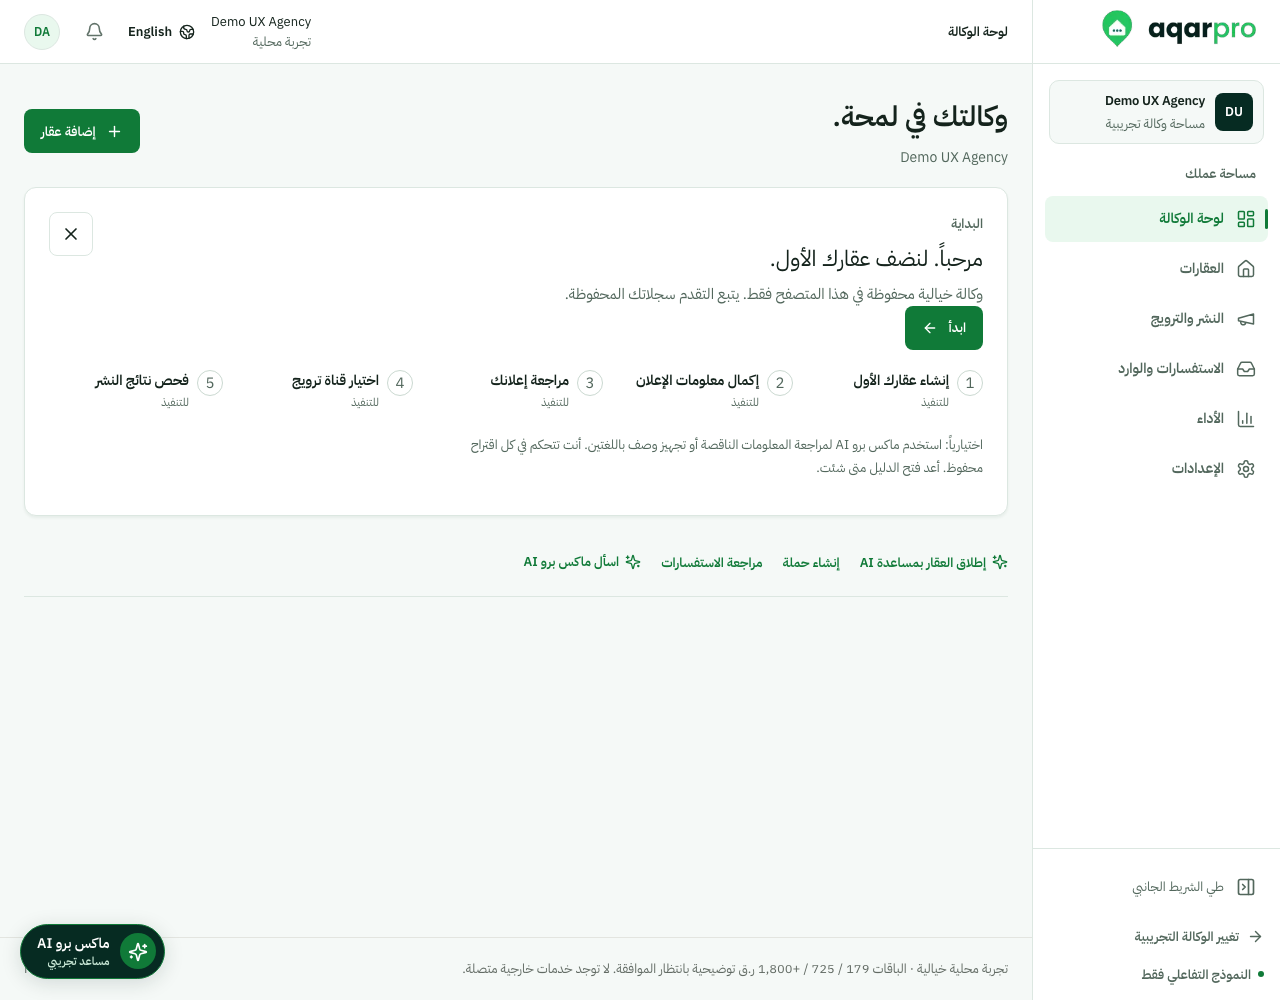 aqarpro
لوحة الوكالة
Demo UX Agency
تجربة محلية
English
DA
DU
Demo UX Agency
مساحة وكالة تجريبية
مساحة عملك
لوحة الوكالة
العقارات
النشر والترويج
الاستفسارات والوارد
الأداء
الإعدادات
طي الشريط الجانبي
تغيير الوكالة التجريبية
النموذج التفاعلي فقط
وكالتك في لمحة.
Demo UX Agency
إضافة عقار
البداية
مرحباً. لنضف عقارك الأول.
وكالة خيالية محفوظة في هذا المتصفح فقط. يتبع التقدم سجلاتك المحفوظة.
ابدأ
1 إنشاء عقارك الأول
للتنفيذ
2 إكمال معلومات الإعلان
للتنفيذ
3 مراجعة إعلانك
للتنفيذ
4 اختيار قناة ترويج
للتنفيذ
5 فحص نتائج النشر
للتنفيذ
اختيارياً: استخدم ماكس برو AI لمراجعة المعلومات الناقصة أو تجهيز وصف باللغتين. أنت تتحكم في كل اقتراح
محفوظ. أعد فتح الدليل متى شئت.
إطلاق العقار بمساعدة AI
إنشاء حملة
مراجعة الاستفسارات
اسأل ماكس برو AI
تجربة محلية خيالية · الباقات 179 / 725 / +1,800 ر.ق توضيحية بانتظار الموافقة. لا توجد خدمات خارجية متصلة.
ماكس برو AI
مساعد تجريبي